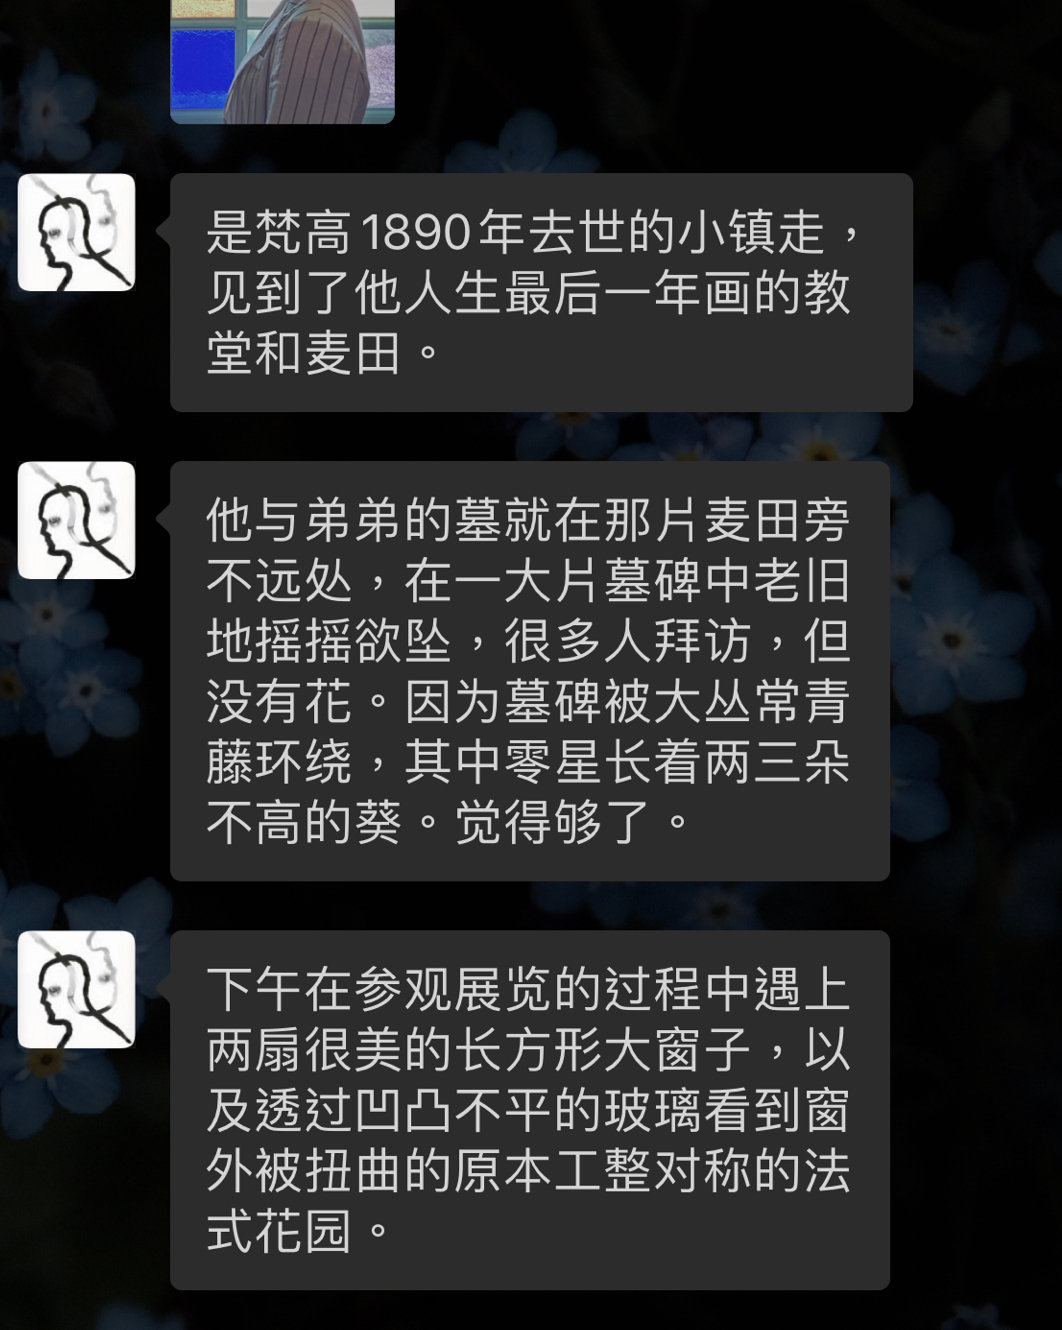 是梵高1890年去世的小镇走，
见到了他人生最后一年画的教
堂和麦田。
他与弟弟的墓就在那片麦田旁
不远处，在一大片墓碑中老旧
地摇摇欲坠，很多人拜访，但
没有花。因为墓碑被大丛常青
藤环绕，其中零星长着两三朵
不高的葵。觉得够了。
下午在参观展览的过程中遇上
两扇很美的长方形大窗子，以
及透过凹凸不平的玻璃看到窗
外被扭曲的原本工整对称的法
式花园。